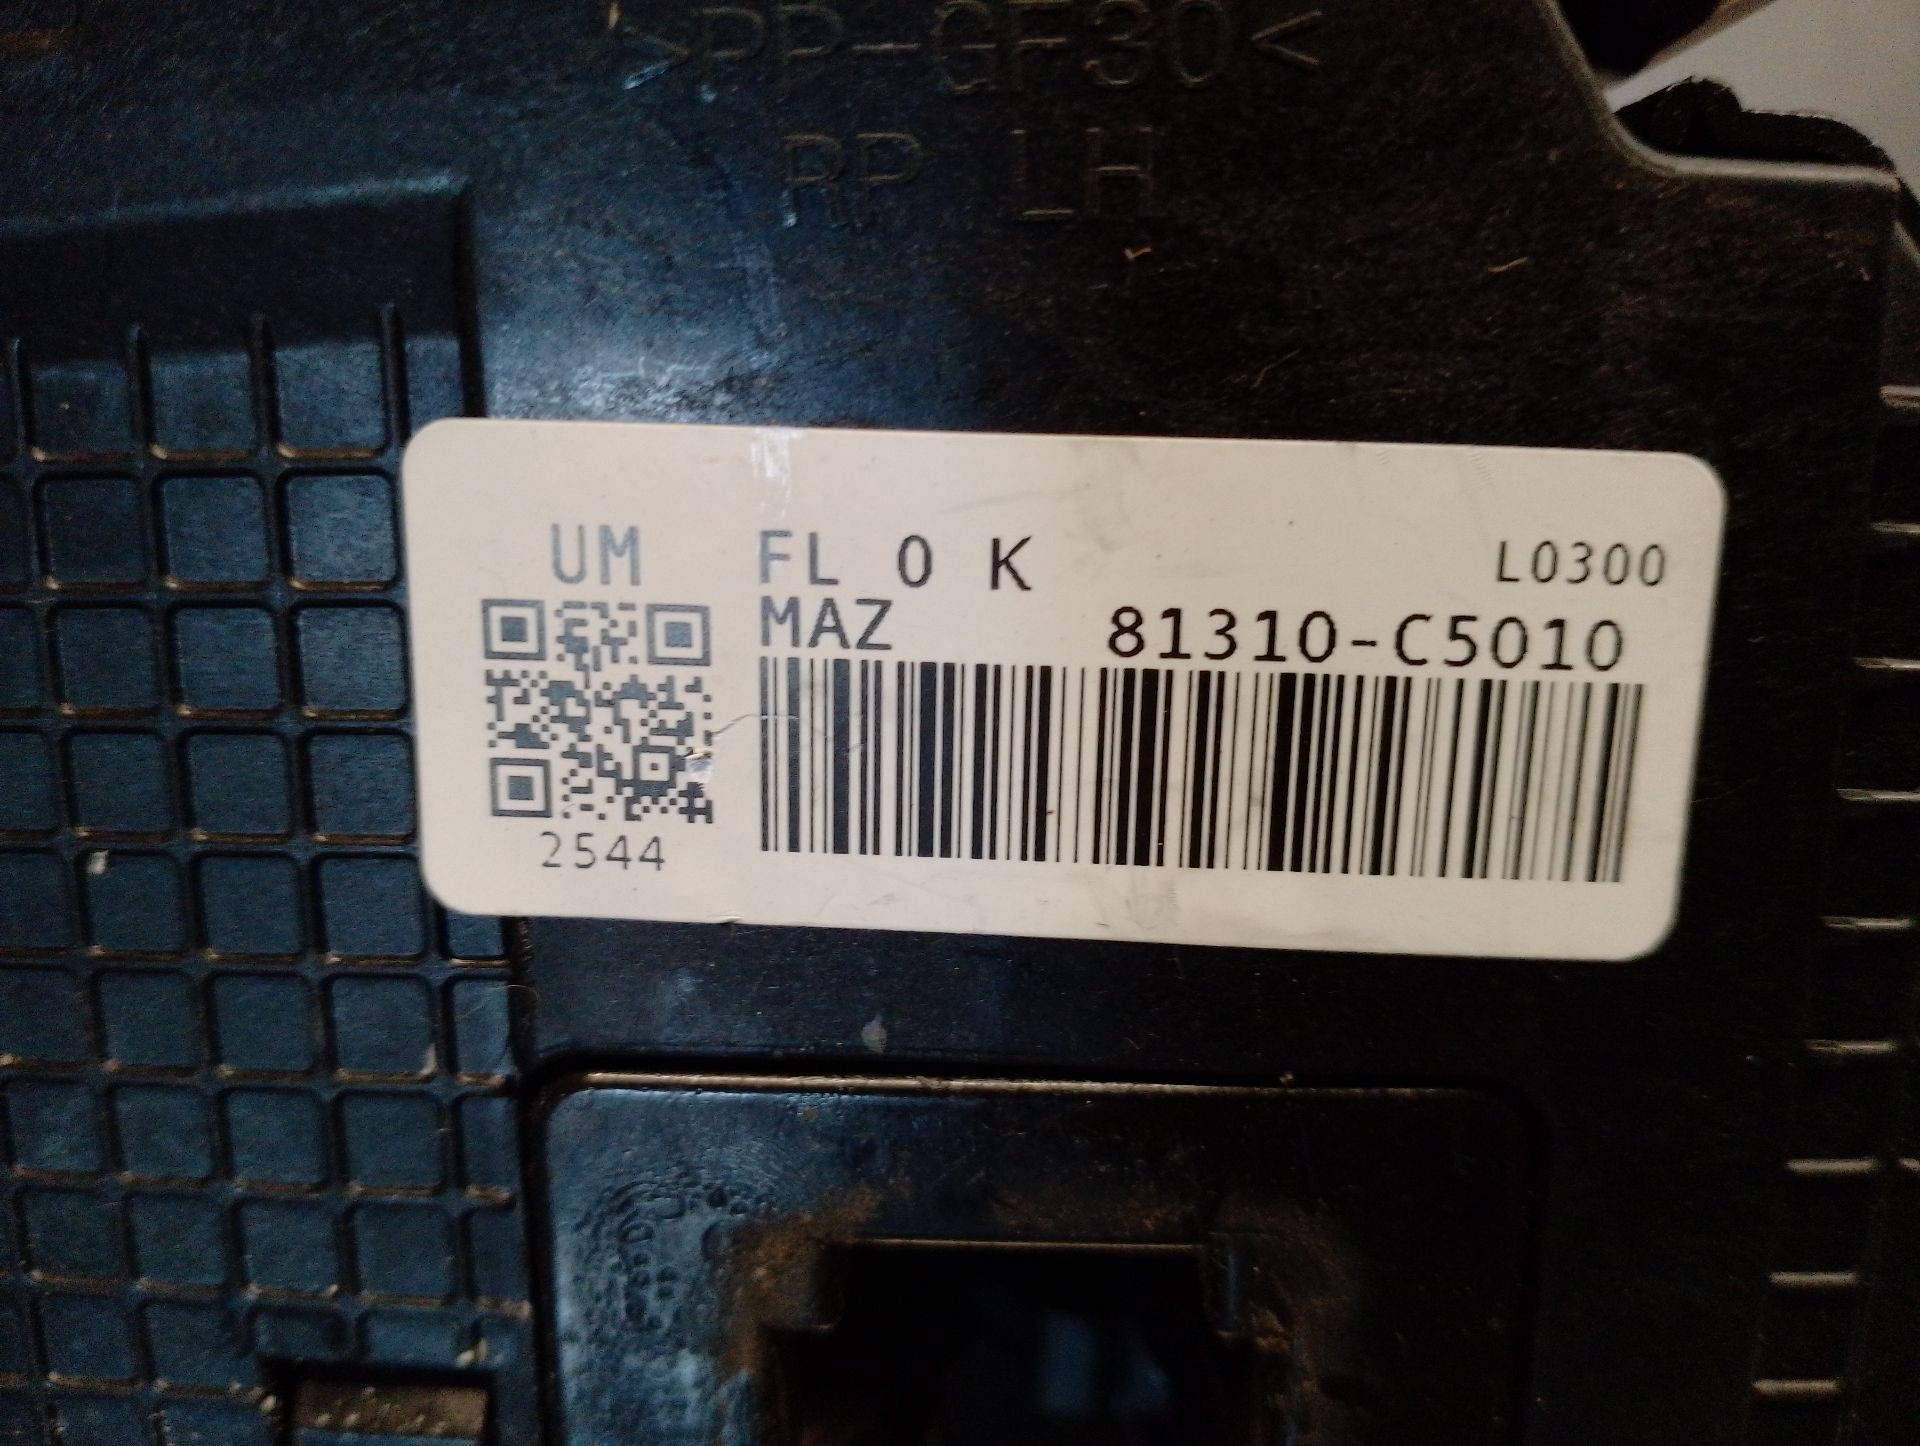 >PP-GF30<
RP LH
UM FL 0 K L0300
MAZ 81310-C5010
2544